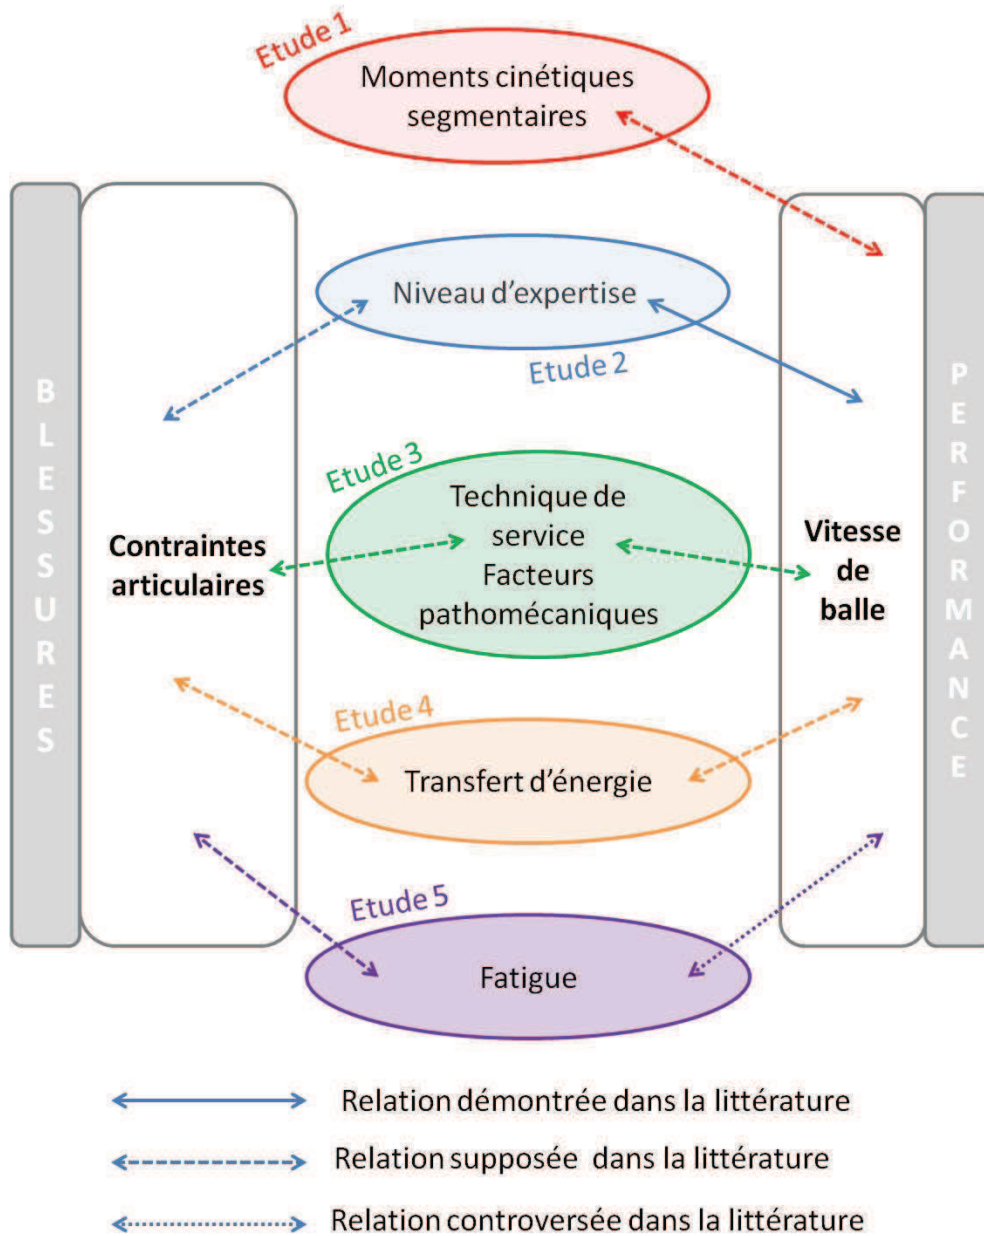 Etude 1
Moments cinétiques
segmentaires
Niveau d'expertise
Etude 2
BLESSURES
PERFORMANCE
Etude 3
Technique de
service
Facteurs
pathomécaniques
Contraintes
articulaires
Vitesse
de
balle
Etude 4
Transfert d'énergie
Etude 5
Fatigue
Relation démontrée dans la littérature
Relation supposée dans la littérature
Relation controversée dans la littérature